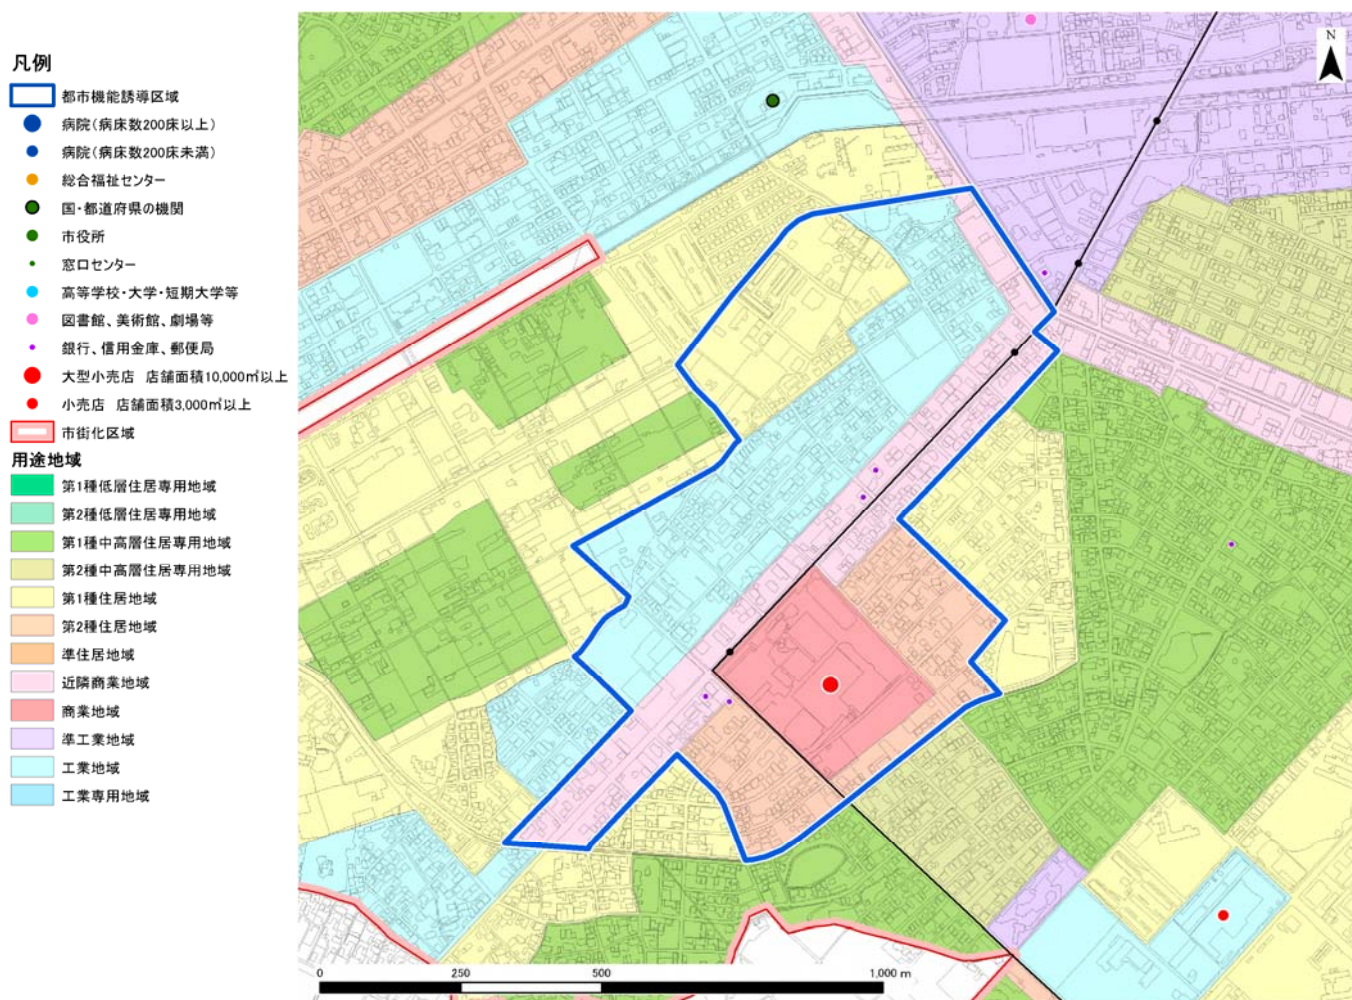 凡例
都市機能誘導区域
病院(病床数200床以上)
病院(病床数200床未満)
総合福祉センター
国・都道府県の機関
市役所
窓口センター
高等学校・大学・短期大学等
図書館、美術館、劇場等
銀行、信用金庫、郵便局
大型小売店 店舗面積10,000㎡以上
小売店 店舗面積3,000㎡以上
市街化区域
用途地域
第1種低層住居専用地域
第2種低層住居専用地域
第1種中高層住居専用地域
第2種中高層住居専用地域
第1種住居地域
第2種住居地域
準住居地域
近隣商業地域
商業地域
準工業地域
工業地域
工業専用地域
N
0 250 500 1,000 m